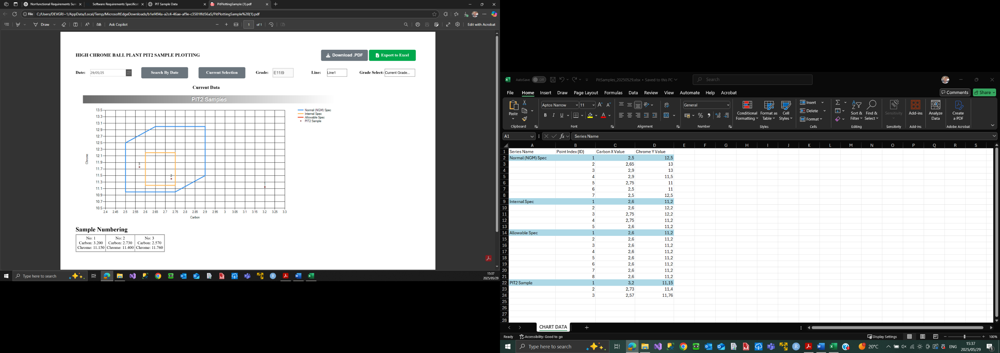 Nonfunctional Requirements Sum
Software Requirements Specificat
PIT Sample Data
PitPlottingSample (1).pdf
File C:/Users/DEVGRI~1/AppData/Local/Temp/MicrosoftEdgeDownloads/b1ef494a-a2c4-46ae-af9e-c3501ffd56a5/PitPlottingSample%20(1).pdf
Draw Ask Copilot 1 of 1 Edit with Acrobat
HIGH CHROME BALL PLANT PIT2 SAMPLE PLOTTING
Download .PDF Export to Excel
Date: 29/05/25 Search By Date Current Selection Grade: E11I9 Line: Line1 Grade Select: Current Grade...
Current Data
PIT2 Samples
Normal (NGM) Spec
Internal Spec
Allowable Spec
PIT2 Sample
13.5
13.3
13.1
12.9
12.7
12.5
12.3
12.1
11.9
11.7
11.5
11.3
11.1
10.9
10.7
10.5
Chrome
3
2
2.4 2.45 2.5 2.55 2.6 2.65 2.7 2.75 2.8 2.85 2.9 2.95 3 3.05 3.1 3.15 3.2 3.25 3.3
Carbon
Sample Numbering
No: 1 No: 2 No: 3
Carbon: 3.200 Carbon: 2.730 Carbon: 2.570
Chrome: 11.150 Chrome: 11.400 Chrome: 11.760
Type here to search
15:37
2025/05/29
AutoSave Off PitSamples_20250529.xlsx • Saved to this PC Search
File Home Insert Draw Page Layout Formulas Data Review View Automate Help Acrobat Comments Share
Paste
Aptos Narrow 11
B I U
General
Conditional Formatting
Format as Table
Cell Styles
Insert
Delete
Format
Sort & Filter
Find & Select
Sensitivity
Add-ins
Analyze Data
Create a PDF
Clipboard Font Alignment Number Styles Cells Editing Sensitivity Add-ins Adobe Acrobat
A1 fx Series Name
A B C D E F G H I J K L M N O P Q R S
1 Series Name Point Index {ID} Carbon X Value Chrome Y Value
2 Normal (NGM) Spec 1 2,5 12,5
3 2 2,65 13
4 3 2,9 13
5 4 2,9 11,5
6 5 2,75 11
7 6 2,5 11
8 7 2,5 12,5
9 Internal Spec 1 2,6 11,2
10 2 2,6 12,2
11 3 2,75 12,2
12 4 2,75 11,2
13 5 2,6 11,2
14 Allowable Spec 1 2,6 11,2
15 2 2,6 11,2
16 3 2,6 11,2
17 4 2,6 11,2
18 5 2,6 11,2
19 6 2,6 11,2
20 7 2,6 11,2
21 8 2,6 11,2
22 PIT2 Sample 1 3,2 11,15
23 2 2,73 11,4
24 3 2,57 11,76
25
26
27
28
CHART DATA
Ready Accessibility: Good to go Display Settings 100%
Type here to search 20°C ENG 15:37
2025/05/29